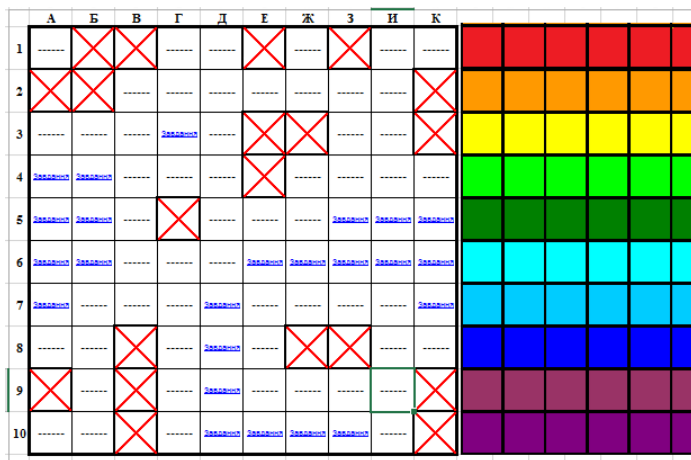 А Б В Г Д Е Ж З И К
1 ------ ------ ------ ------ ------ ------
2 ------ ------ ------ ------ ------ ------ ------
3 ------ ------ ------ Завдання ------ ------ ------
4 Завдання Завдання ------ ------ ------ ------ ------ ------ ------
5 Завдання Завдання ------ ------ ------ ------ Завдання Завдання Завдання
6 Завдання Завдання ------ ------ ------ Завдання Завдання Завдання Завдання Завдання
7 Завдання ------ ------ ------ Завдання ------ ------ ------ ------ Завдання
8 ------ ------ ------ Завдання ------ ------ ------
9 ------ ------ Завдання ------ ------ ------ ------
10 ------ ------ ------ Завдання Завдання Завдання Завдання ------